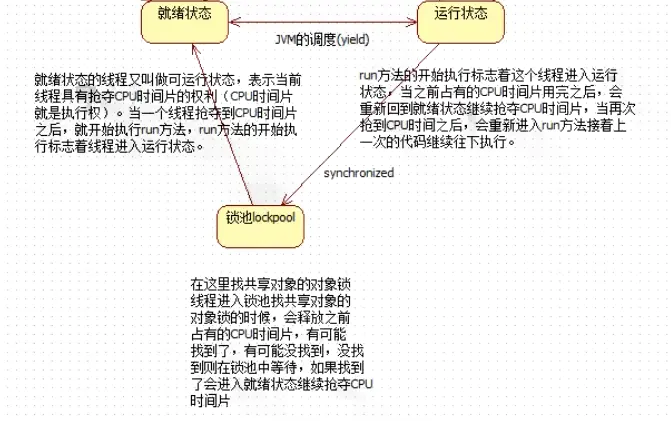 就绪状态
运行状态
JVM的调度(yield)
就绪状态的线程又叫做可运行状态，表示当前
线程具有抢夺CPU时间片的权利（CPU时间片
就是执行权）。当一个线程抢夺到CPU时间片
之后，就开始执行run方法，run方法的开始执
行标志着线程进入运行状态。
run方法的开始执行标志着这个线程进入运行
状态，当之前占有的CPU时间片用完之后，会
重新回到就绪状态继续抢夺CPU时间片，当再次
抢到CPU时间之后，会重新进入run方法接着上
一次的代码继续往下执行。
synchronized
锁池lockpool
在这里找共享对象的对象锁
线程进入锁池找共享对象的
对象锁的时候，会释放之前
占有的CPU时间片，有可能
找到了，有可能没找到，没找
到则在锁池中等待，如果找到
了会进入就绪状态继续抢夺CPU
时间片